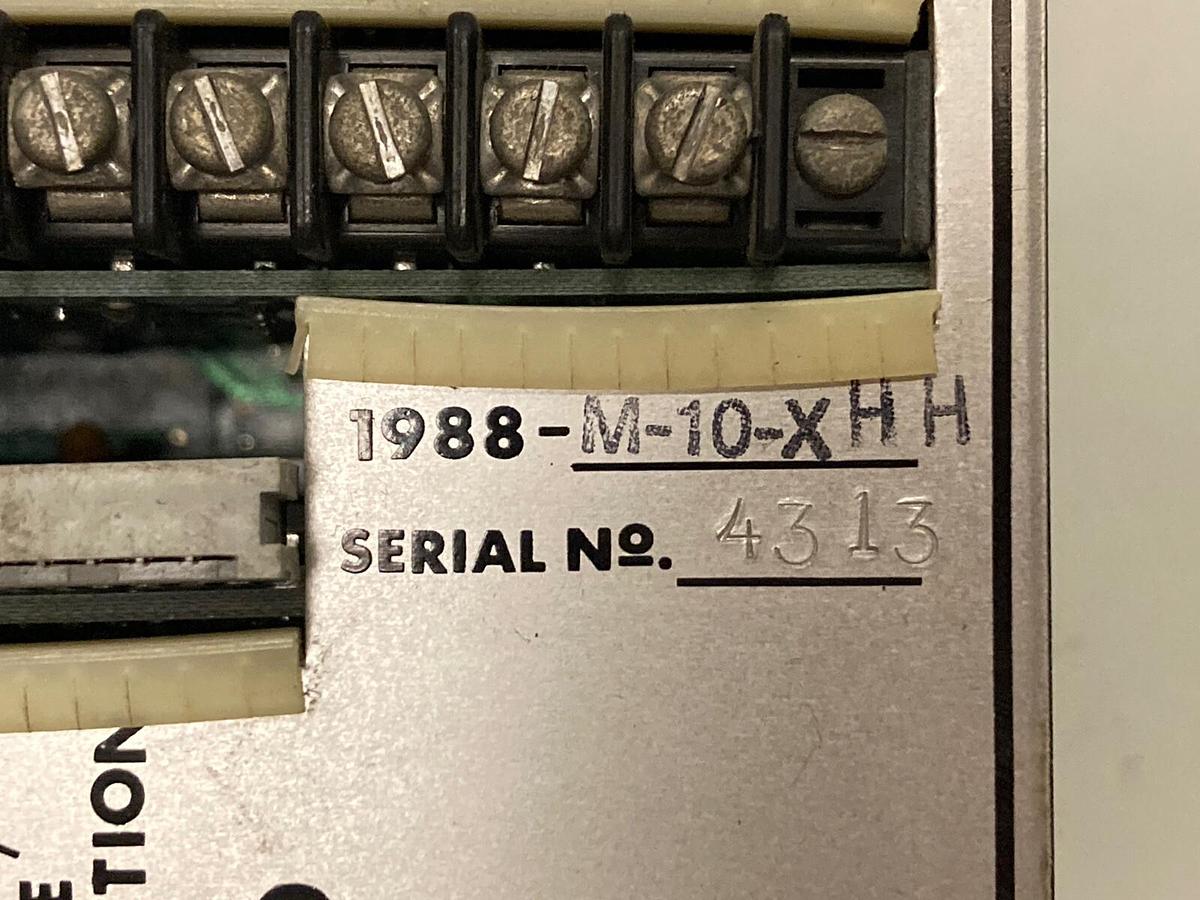 1988-M-10-XHH
SERIAL No. 4313
TION